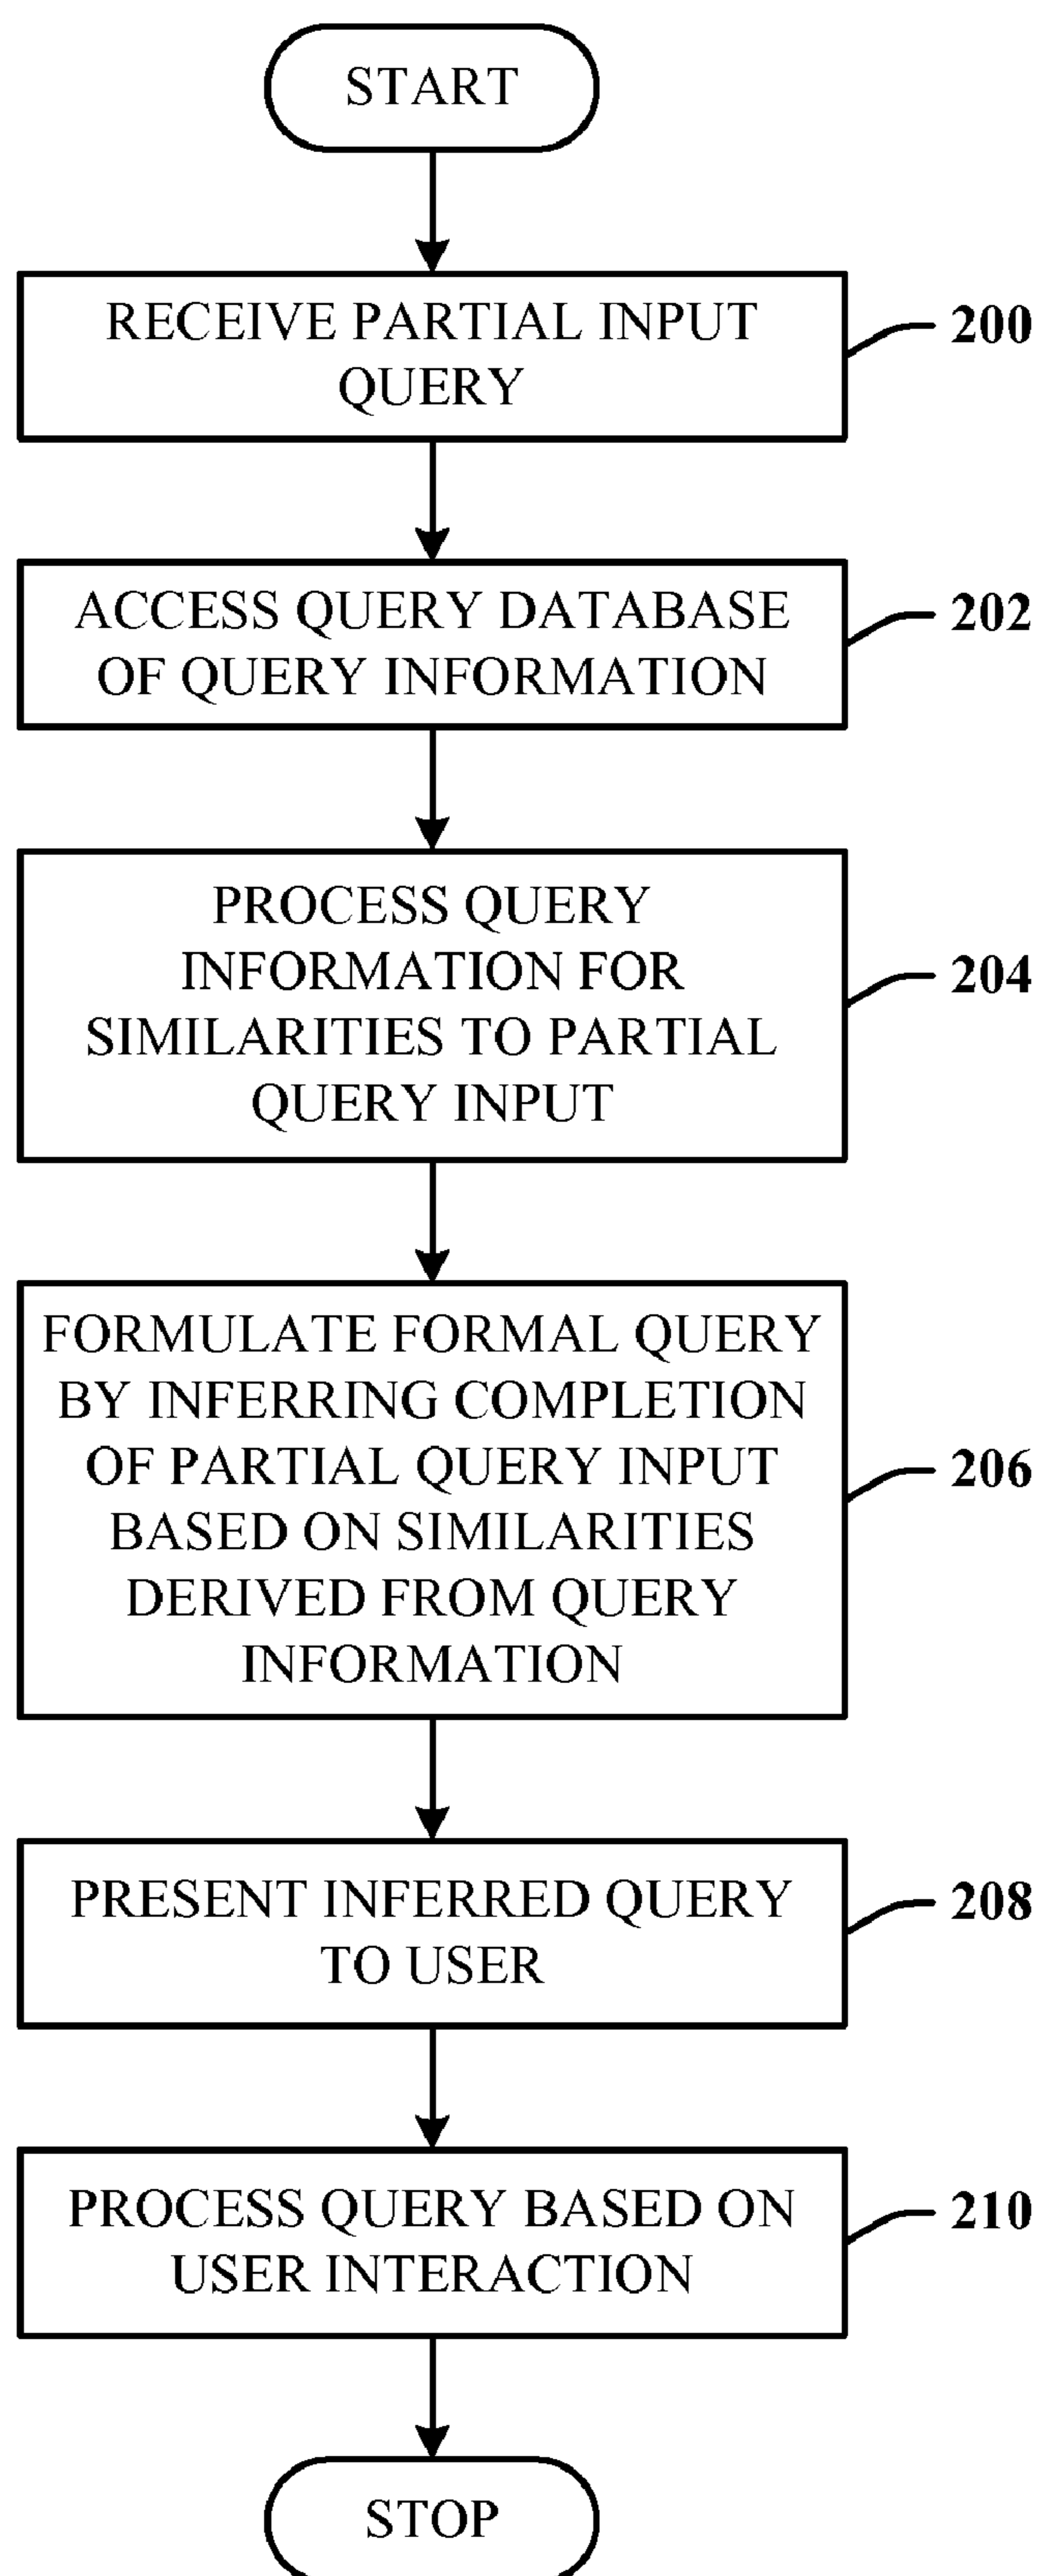 START
RECEIVE PARTIAL INPUT
QUERY
200
ACCESS QUERY DATABASE
OF QUERY INFORMATION
202
PROCESS QUERY
INFORMATION FOR
SIMILARITIES TO PARTIAL
QUERY INPUT
204
FORMULATE FORMAL QUERY
BY INFERRING COMPLETION
OF PARTIAL QUERY INPUT
BASED ON SIMILARITIES
DERIVED FROM QUERY
INFORMATION
206
PRESENT INFERRED QUERY
TO USER
208
PROCESS QUERY BASED ON
USER INTERACTION
210
STOP